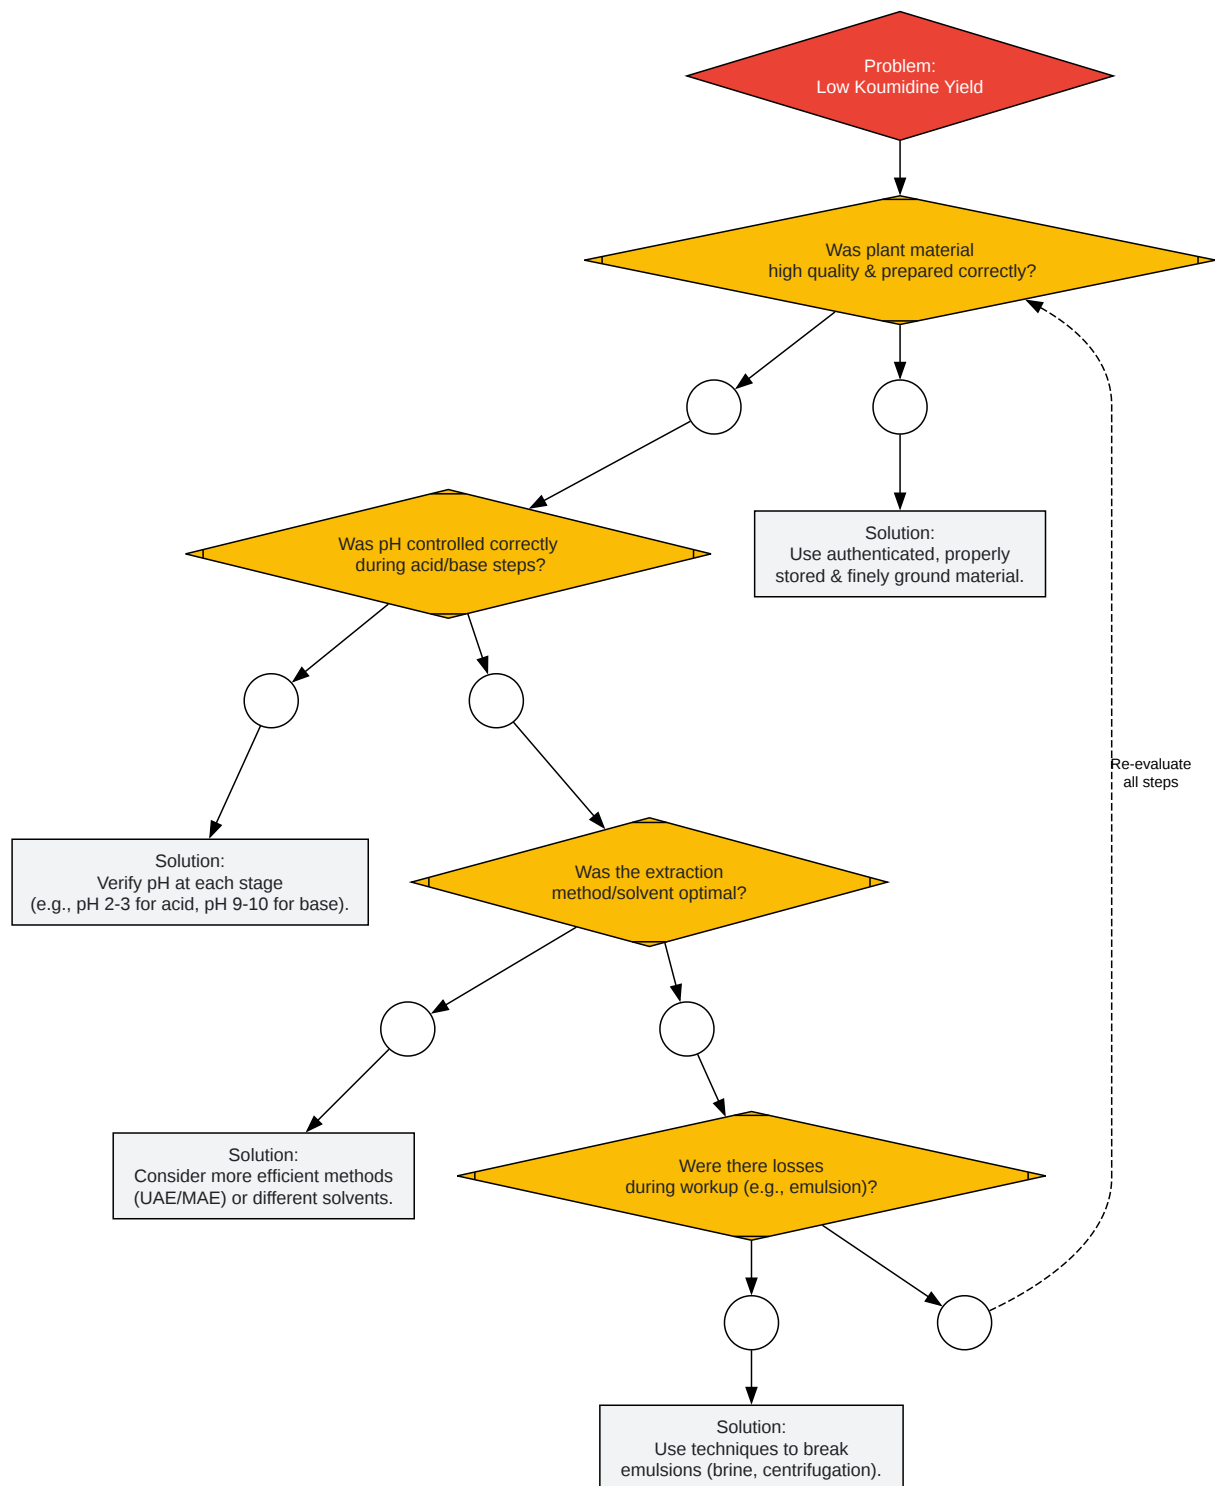 Problem:
Low Koumidine Yield
Was plant material
high quality & prepared correctly?
Was pH controlled correctly
during acid/base steps?
Solution:
Use authenticated, properly
stored & finely ground material.
Re-evaluate
all steps
Solution:
Verify pH at each stage
(e.g., pH 2-3 for acid, pH 9-10 for base).
Was the extraction
method/solvent optimal?
Solution:
Consider more efficient methods
(UAE/MAE) or different solvents.
Were there losses
during workup (e.g., emulsion)?
Solution:
Use techniques to break
emulsions (brine, centrifugation).